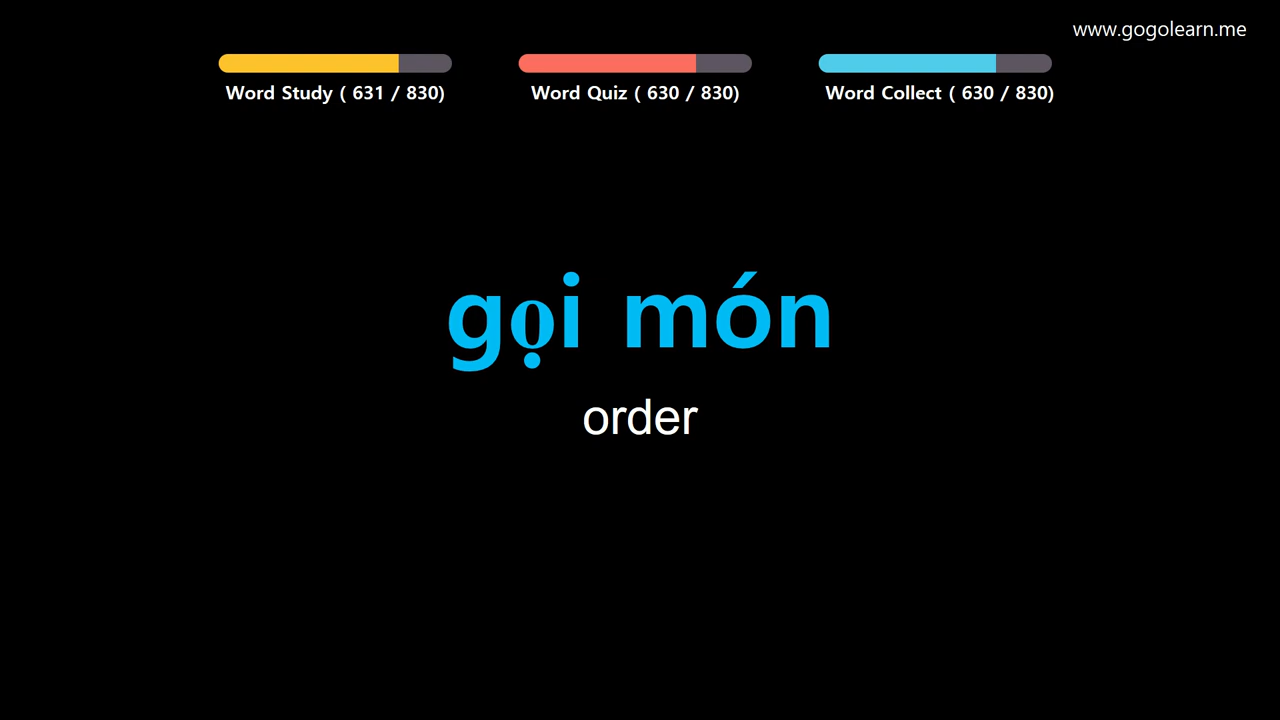 www.gogolearn.me
Word Study ( 631 / 830)
Word Quiz ( 630 / 830)
Word Collect ( 630 / 830)
gọi món
order